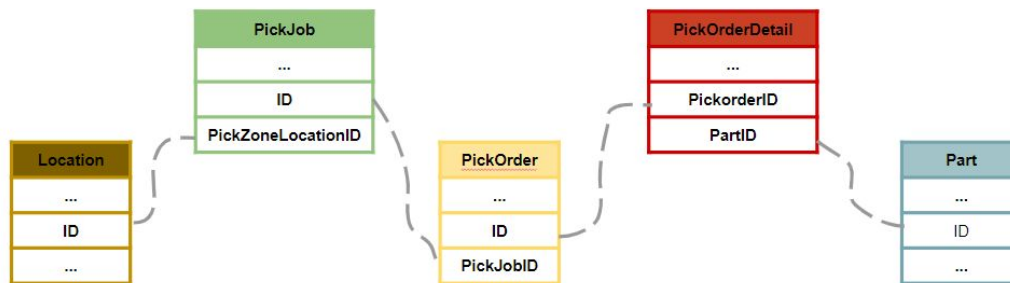 PickJob
...
ID
PickZoneLocationID
PickOrderDetail
...
PickorderID
PartID
Location
...
ID
...
PickOrder
...
ID
PickJobID
Part
...
ID
...